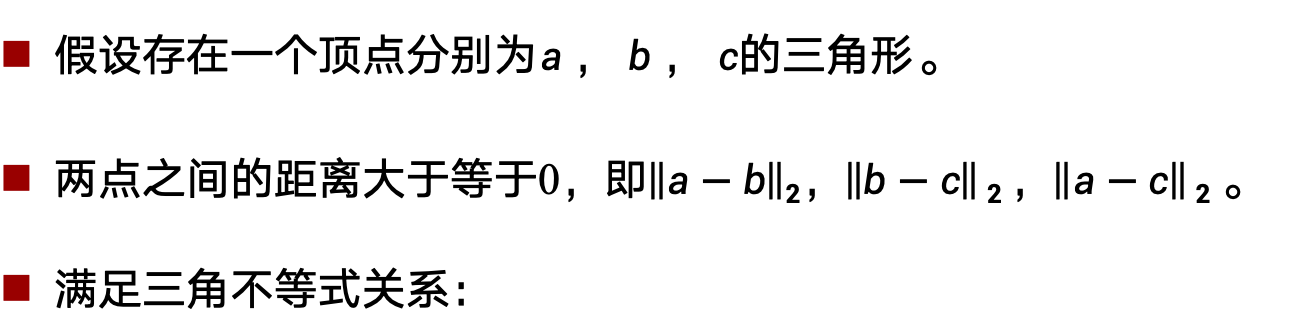 假设存在一个顶点分别为a，b，c的三角形。
两点之间的距离大于等于0，即‖a − b‖₂，‖b − c‖₂，‖a − c‖₂。
满足三角不等式关系：